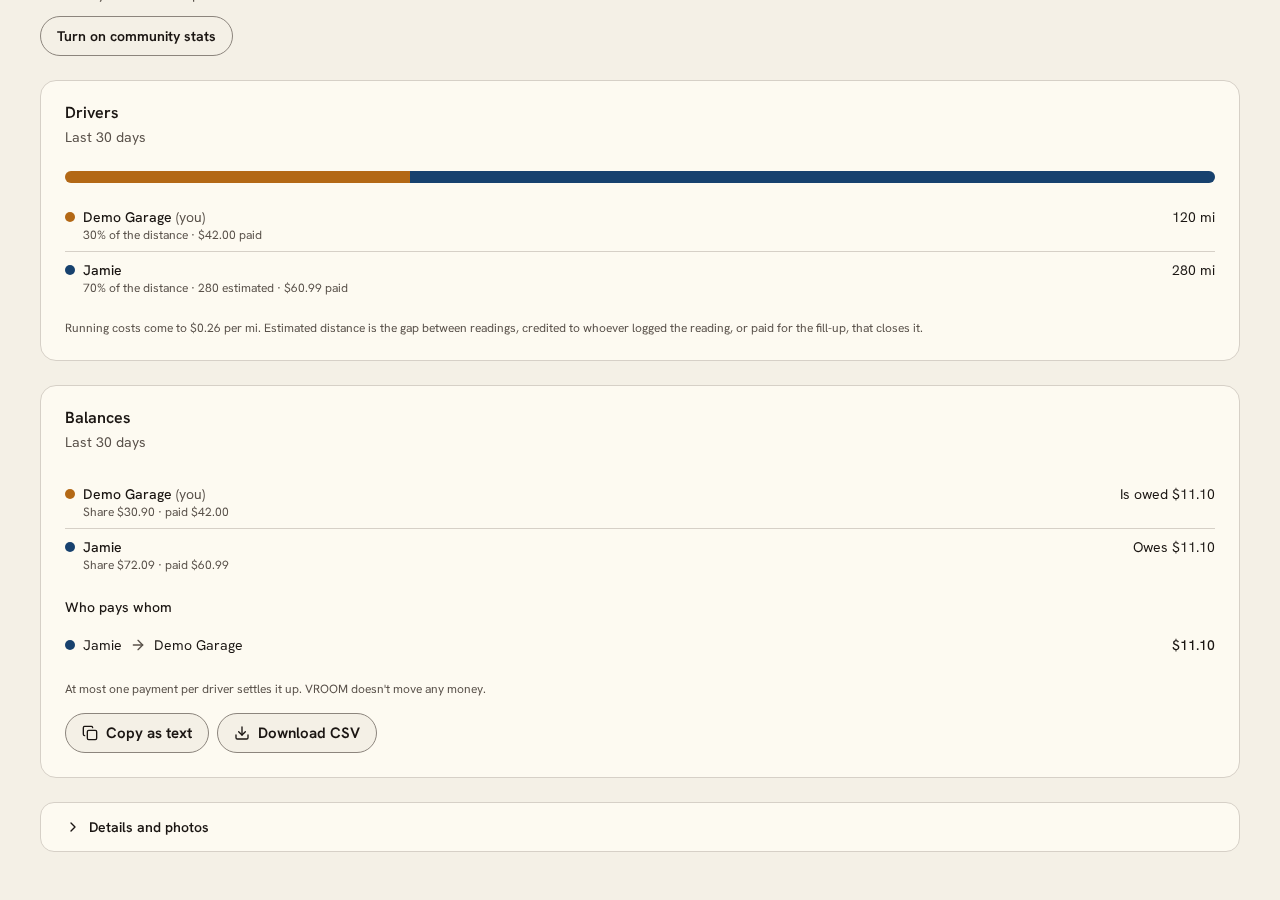 Turn on community stats
Drivers
Last 30 days
Demo Garage (you)
120 mi
30% of the distance · $42.00 paid
Jamie
280 mi
70% of the distance · 280 estimated · $60.99 paid
Running costs come to $0.26 per mi. Estimated distance is the gap between readings, credited to whoever logged the reading, or paid for the fill-up, that closes it.
Balances
Last 30 days
Demo Garage (you)
Is owed $11.10
Share $30.90 · paid $42.00
Jamie
Owes $11.10
Share $72.09 · paid $60.99
Who pays whom
Jamie → Demo Garage
$11.10
At most one payment per driver settles it up. VROOM doesn't move any money.
Copy as text
Download CSV
Details and photos